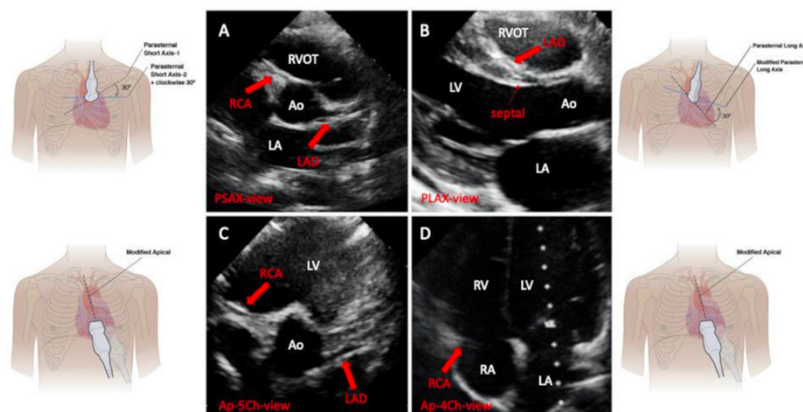 Parasternal
Short Axis-1
Parasternal
Short Axis-2
+ clockwise 30°
30°
A
RVOT
RCA
Ao
LA
LAD
PSAX-view
B
RVOT
LAD
LV
septal
Ao
LA
PLAX-view
Parasternal Long Axis
Modified Parasternal
Long Axis
30°
Modified Apical
C
LV
RCA
Ao
LAD
Ap-5Ch-view
D
RV
LV
RA
RCA
LA
Ap-4Ch-view
Modified Apical